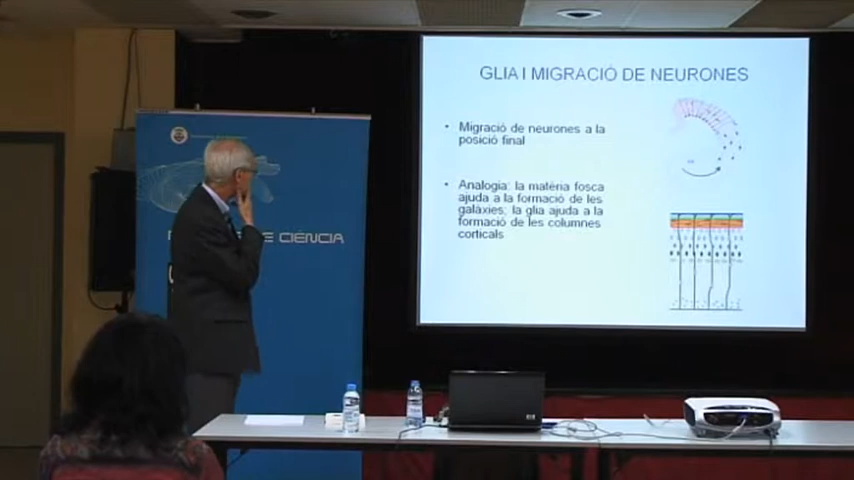 GLIA I MIGRACIÓ DE NEURONES
• Migració de neurones a la
posició final
• Analogia: la matèria fosca
ajuda a la formació de les
galàxies; la glia ajuda a la
formació de les columnes
corticals
E CIÈNCIA
hp